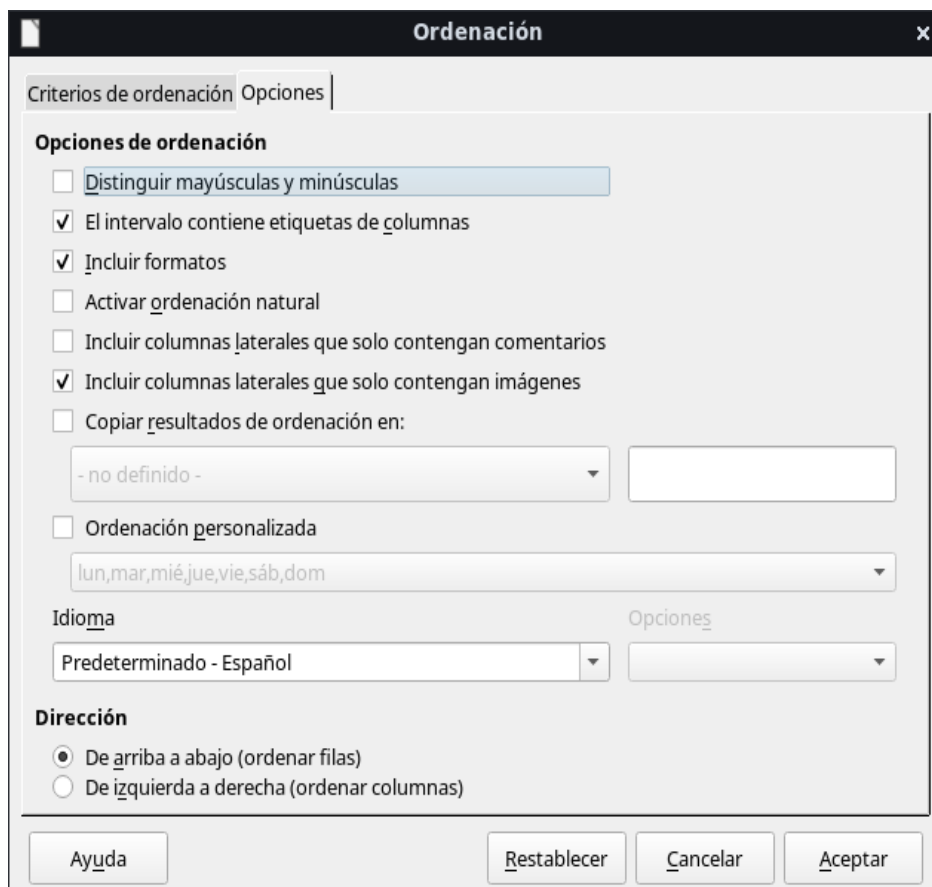 Ordenación
Criterios de ordenación Opciones
Opciones de ordenación
Distinguir mayúsculas y minúsculas
El intervalo contiene etiquetas de columnas
Incluir formatos
Activar ordenación natural
Incluir columnas laterales que solo contengan comentarios
Incluir columnas laterales que solo contengan imágenes
Copiar resultados de ordenación en:
- no definido -
Ordenación personalizada
lun,mar,mié,jue,vie,sáb,dom
Idioma Opciones
Predeterminado - Español
Dirección
De arriba a abajo (ordenar filas)
De izquierda a derecha (ordenar columnas)
Ayuda Restablecer Cancelar Aceptar